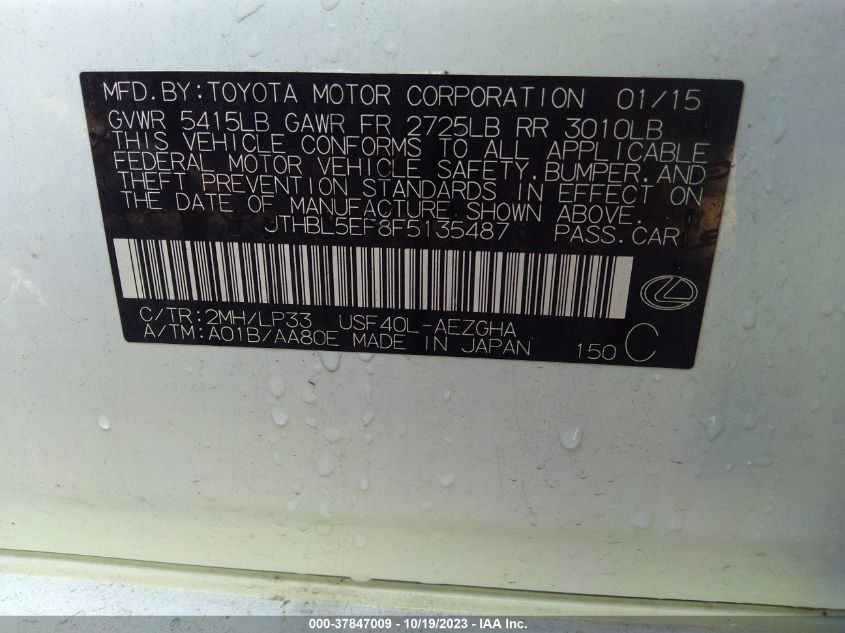 MFD.BY:TOYOTA MOTOR CORPORATION 01/15
GVWR 5415LB GAWR FR 2725LB RR 3010LB
THIS VEHICLE CONFORMS TO ALL APPLICABLE
FEDERAL MOTOR VEHICLE SAFETY,BUMPER,AND
THEFT PREVENTION STANDARDS IN EFFECT ON
THE DATE OF MANUFACTURE SHOWN ABOVE.
JTHBL5EF8F5135487 PASS.CAR
C/TR:2MH/LP33 USF40L-AEZGHA
A/TM:A01B/AA80E MADE IN JAPAN 150 C
000-37847009 - 10/19/2023 - IAA Inc.